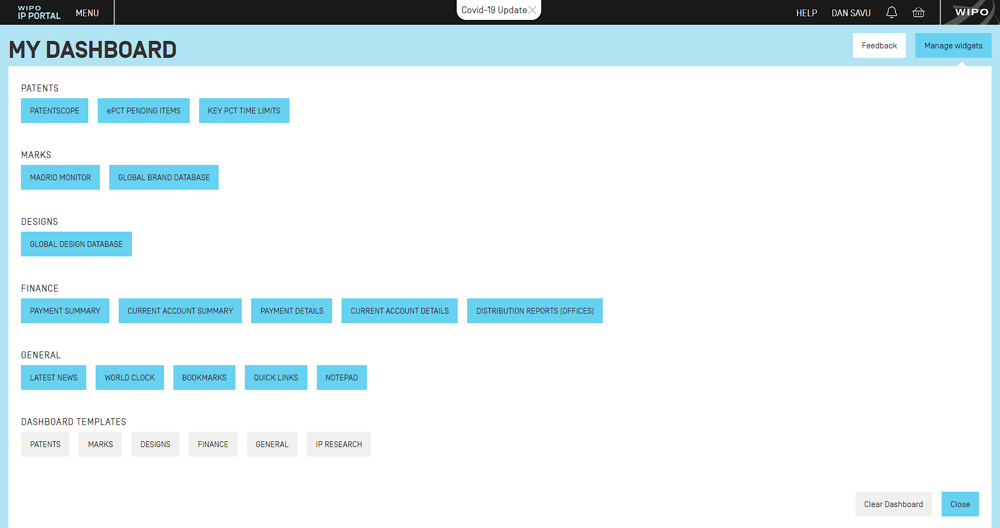 WIPO
IP PORTAL
MENU
Covid-19 Update
HELP
DAN SAVU
WIPO
MY DASHBOARD
Feedback
Manage widgets
PATENTS
PATENTSCOPE
ePCT PENDING ITEMS
KEY PCT TIME LIMITS
MARKS
MADRID MONITOR
GLOBAL BRAND DATABASE
DESIGNS
GLOBAL DESIGN DATABASE
FINANCE
PAYMENT SUMMARY
CURRENT ACCOUNT SUMMARY
PAYMENT DETAILS
CURRENT ACCOUNT DETAILS
DISTRIBUTION REPORTS (OFFICES)
GENERAL
LATEST NEWS
WORLD CLOCK
BOOKMARKS
QUICK LINKS
NOTEPAD
DASHBOARD TEMPLATES
PATENTS
MARKS
DESIGNS
FINANCE
GENERAL
IP RESEARCH
Clear Dashboard
Close